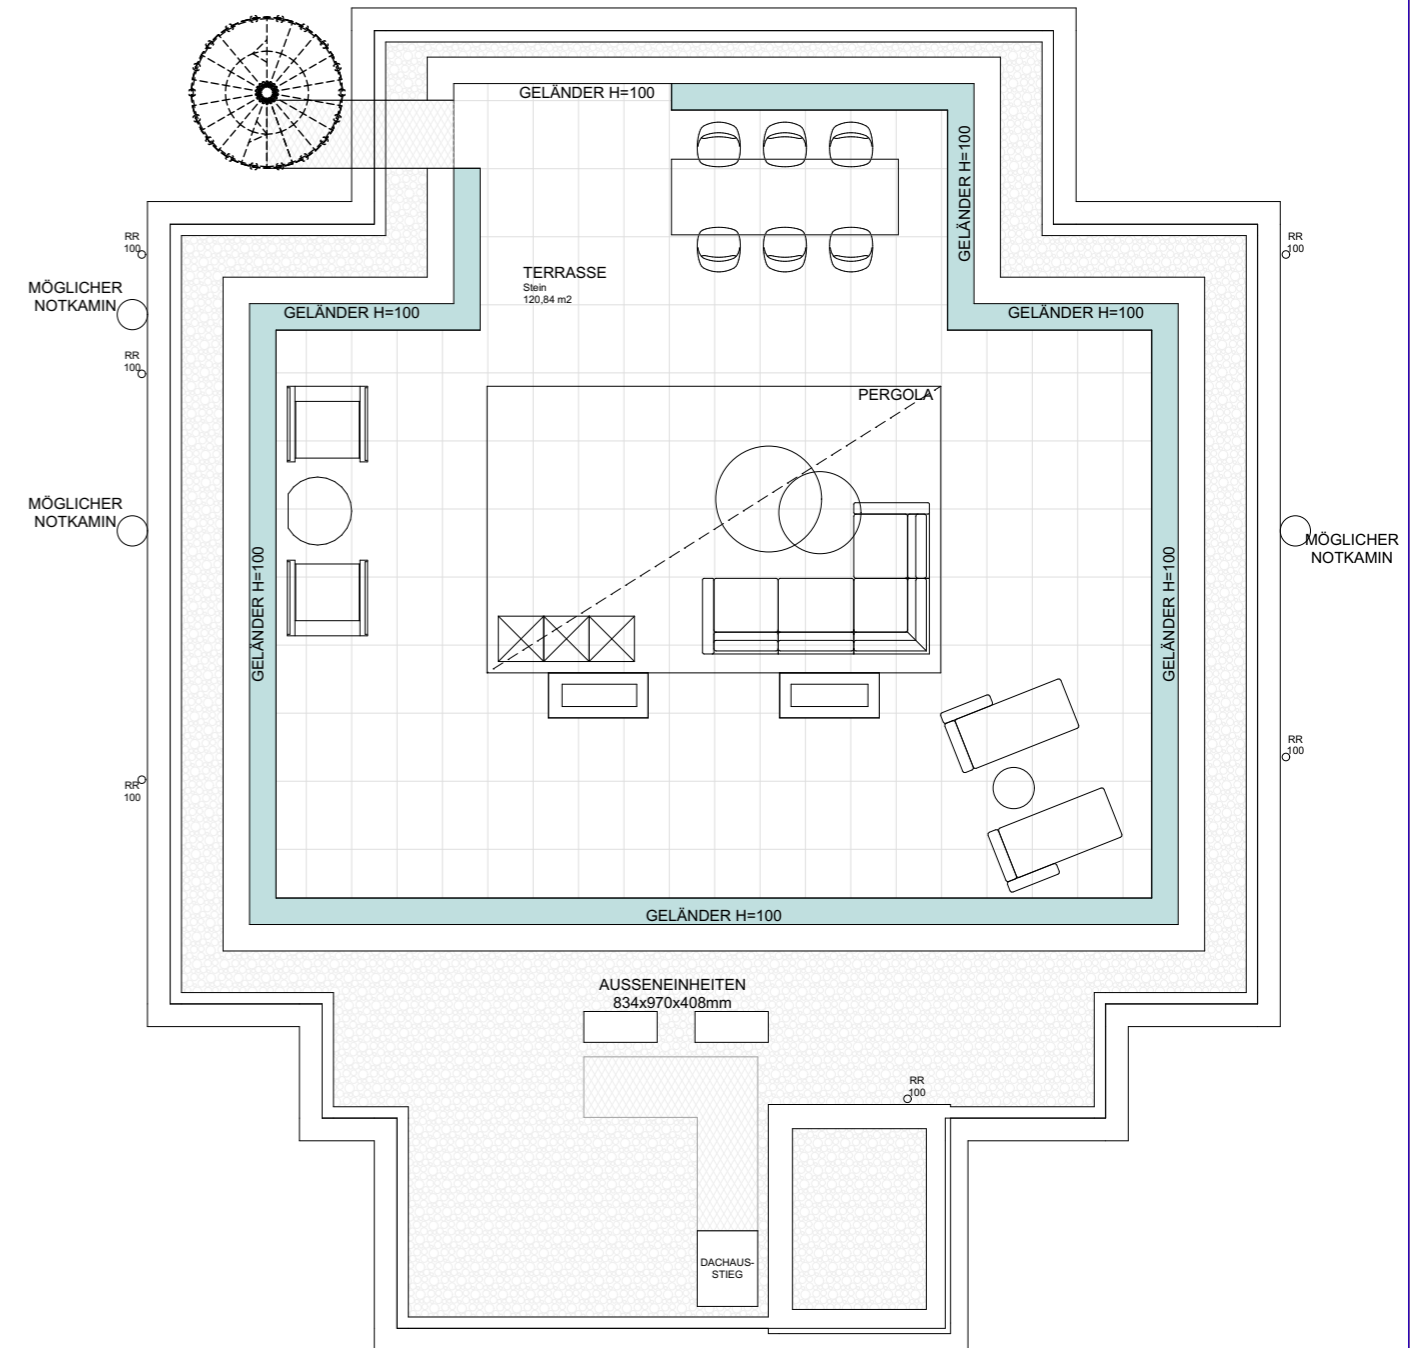 GELÄNDER H=100
GELÄNDER H=100
RR
100
RR
100
TERRASSE
Stein
120,84 m2
MÖGLICHER
NOTKAMIN
GELÄNDER H=100
GELÄNDER H=100
RR
100
PERGOLA
MÖGLICHER
NOTKAMIN
MÖGLICHER
NOTKAMIN
GELÄNDER H=100
GELÄNDER H=100
RR
100
RR
100
GELÄNDER H=100
AUSSENEINHEITEN
834x970x408mm
RR
100
DACHAUS-
STIEG